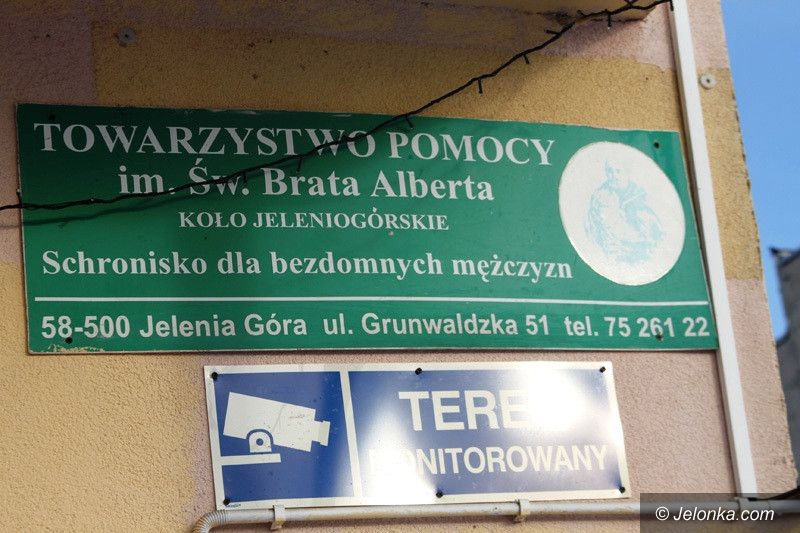 TOWARZYSTWO POMOCY
im. Św. Brata Alberta
KOŁO JELENIOGÓRSKIE
Schronisko dla bezdomnych mężczyzn
58-500 Jelenia Góra ul. Grunwaldzka 51 tel. 75 261 22
MONITOROWANY
© Jelonka.com